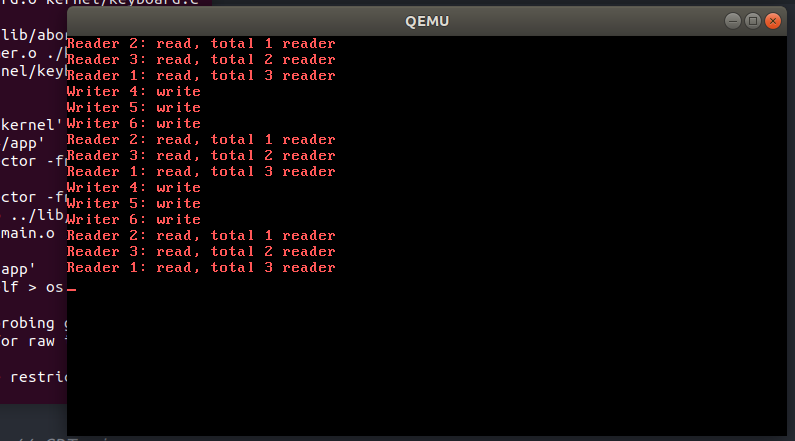 QEMU
Reader 2: read, total 1 reader
Reader 3: read, total 2 reader
Reader 1: read, total 3 reader
Writer 4: write
Writer 5: write
Writer 6: write
Reader 2: read, total 1 reader
Reader 3: read, total 2 reader
Reader 1: read, total 3 reader
Writer 4: write
Writer 5: write
Writer 6: write
Reader 2: read, total 1 reader
Reader 3: read, total 2 reader
Reader 1: read, total 3 reader
lib/abo
er.o ./
nel/key
kernel'
/app'
ctor -f
ctor -f
../lib
main.o
app'
lf > os
robing
or raw
restri